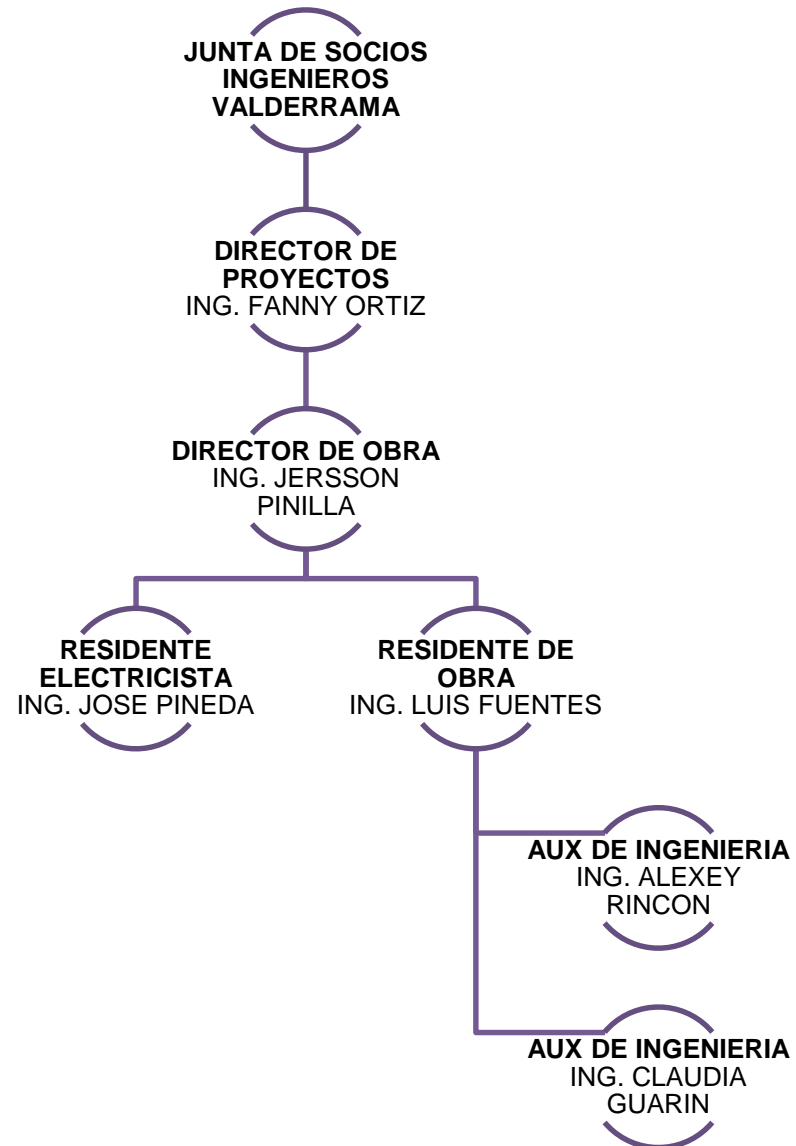 JUNTA DE SOCIOS
INGENIEROS
VALDERRAMA
DIRECTOR DE
PROYECTOS
ING. FANNY ORTIZ
DIRECTOR DE OBRA
ING. JERSSON
PINILLA
RESIDENTE
ELECTRICISTA
ING. JOSE PINEDA
RESIDENTE DE
OBRA
ING. LUIS FUENTES
AUX DE INGENIERIA
ING. ALEXEY
RINCON
AUX DE INGENIERIA
ING. CLAUDIA
GUARIN